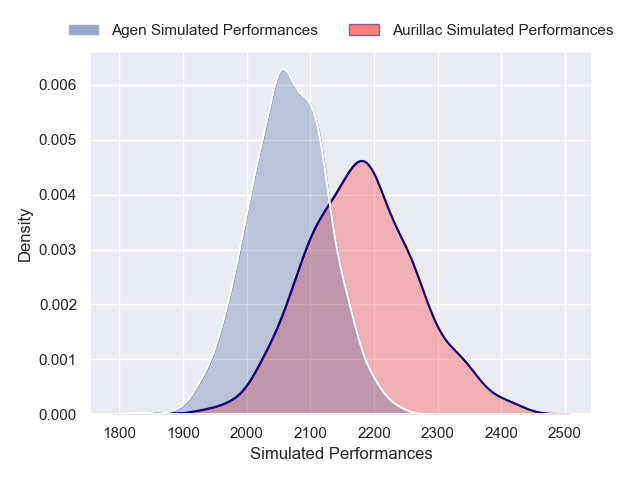 Agen Simulated Performances Aurillac Simulated Performances
0.006
0.005
0.004
0.003
0.002
0.001
0.000
Density
1800 1900 2000 2100 2200 2300 2400 2500
Simulated Performances